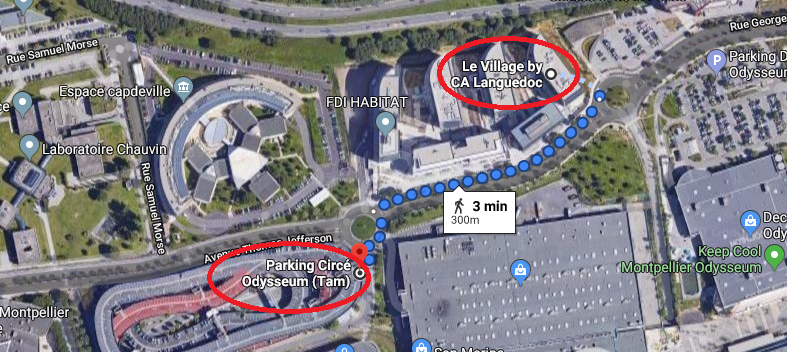 Rue Samuel Morse
Espace capdeville
Laboratoire Chauvin
Rue Samuel Morse
FDI HABITAT
Le Village by
CA Languedoc
Rue George
Parking D
Odysseum
3 min
300m
Avenue Thomas Jefferson
Parking Circé
Odysseum (Tam)
Dec
Ody
Keep Cool
Montpellier Odysseum
Montpellier
P